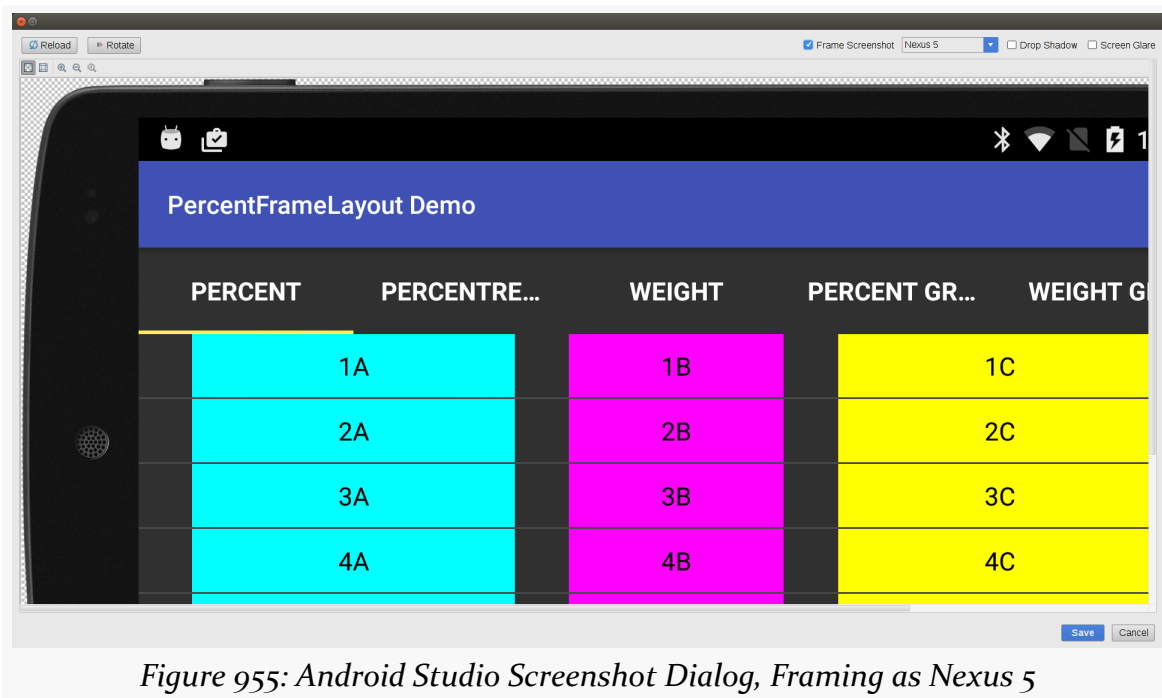 Reload Rotate Frame Screenshot Nexus 5 Drop Shadow Screen Glare
1
PercentFrameLayout Demo
PERCENT PERCENTRE... WEIGHT PERCENT GR... WEIGHT G
1A 1B 1C
2A 2B 2C
3A 3B 3C
4A 4B 4C
Save Cancel
Figure 955: Android Studio Screenshot Dialog, Framing as Nexus 5